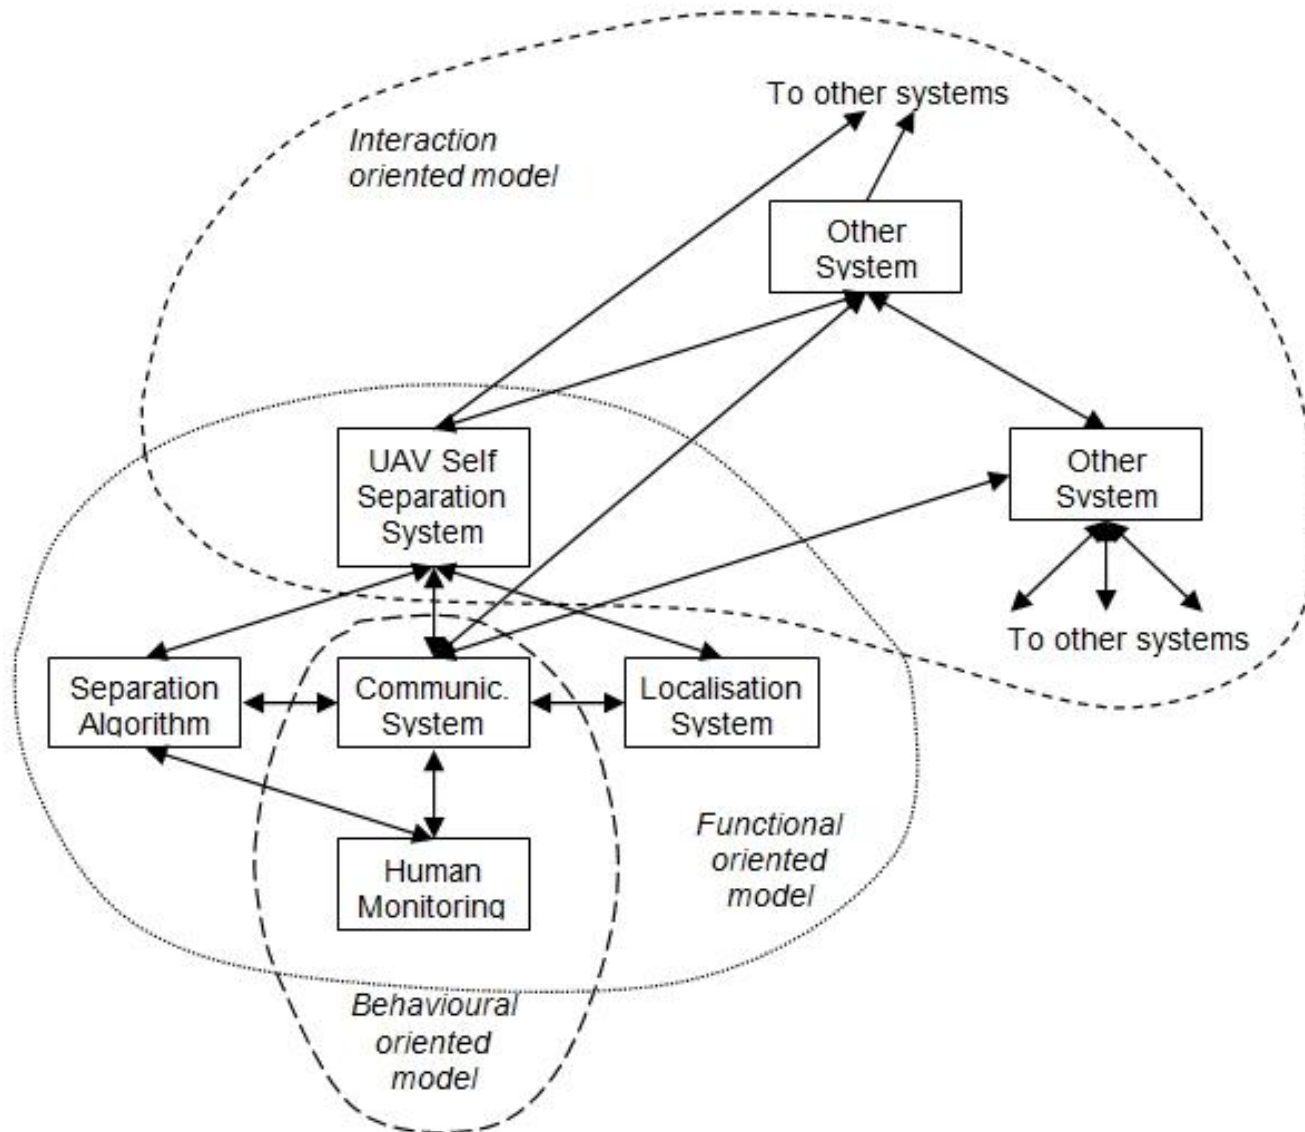 To other systems
Interaction
oriented model
Other
System
UAV Self
Separation
System
Other
System
To other systems
Separation
Algorithm
Communic.
System
Localisation
System
Functional
oriented
model
Human
Monitoring
Behavioural
oriented
model